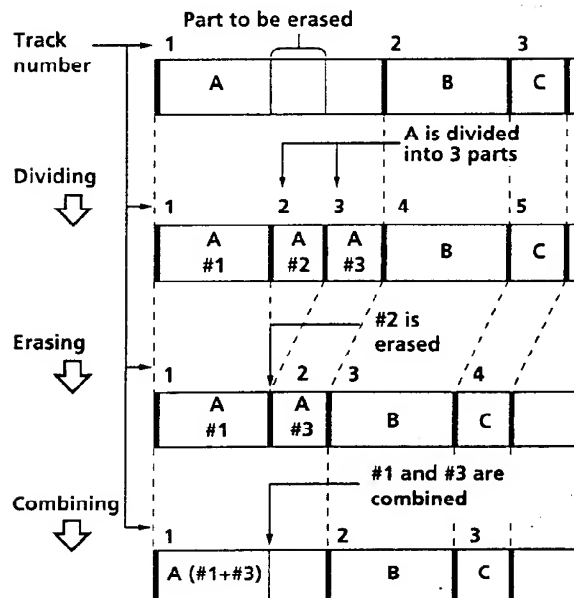 Part to be erased
Track number
1 2 3
A B C
A is divided
into 3 parts
Dividing
1 2 3 4 5
A #1 A #2 A #3 B C
#2 is
erased
Erasing
1 2 3 4
A #1 A #3 B C
#1 and #3 are
combined
Combining
1 2 3
A (#1+#3) B C